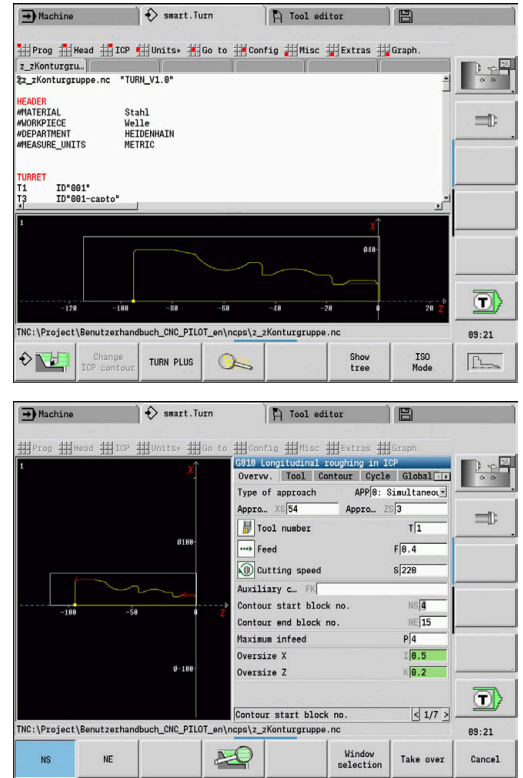 Machine smart.Turn Tool editor
Prog Head ICP Units» Go to Config Misc Extras Graph.
z_zKonturgru…
%z_zKonturgruppe.nc "TURN_V1.0"
HEADER
#MATERIAL Stahl
#WORKPIECE Welle
#DEPARTMENT HEIDENHAIN
#MEASURE_UNITS METRIC
TURRET
T1 ID"001"
T3 ID"001-capto"
1
X
Ø40
-120 -100 -80 -60 -40 -20 0 20 Z
T
TNC:\Project\Benutzerhandbuch_CNC_PILOT_en\ncps\z_zKonturgruppe.nc
09:21
Change ICP contour
TURN PLUS
Show tree
ISO Mode
Machine smart.Turn Tool editor
Prog Head ICP Units» Go to Config Misc Extras Graph.
1
X
Ø100
-100 -50 0 Z
Ø-100
G810 Longitudinal roughing in ICP
Overvw. Tool Contour Cycle Global
Type of approach APP 0: Simultaneou
Appro… XS 54 Appro… ZS 3
Tool number T 1
Feed F 0.4
Cutting speed S 220
Auxiliary c… FK
Contour start block no. NS 4
Contour end block no. NE 15
Maximum infeed P 4
Oversize X I 0.5
Oversize Z K 0.2
Contour start block no. < 1/7 >
T
TNC:\Project\Benutzerhandbuch_CNC_PILOT_en\ncps\z_zKonturgruppe.nc
09:21
NS
NE
Window selection
Take over
Cancel